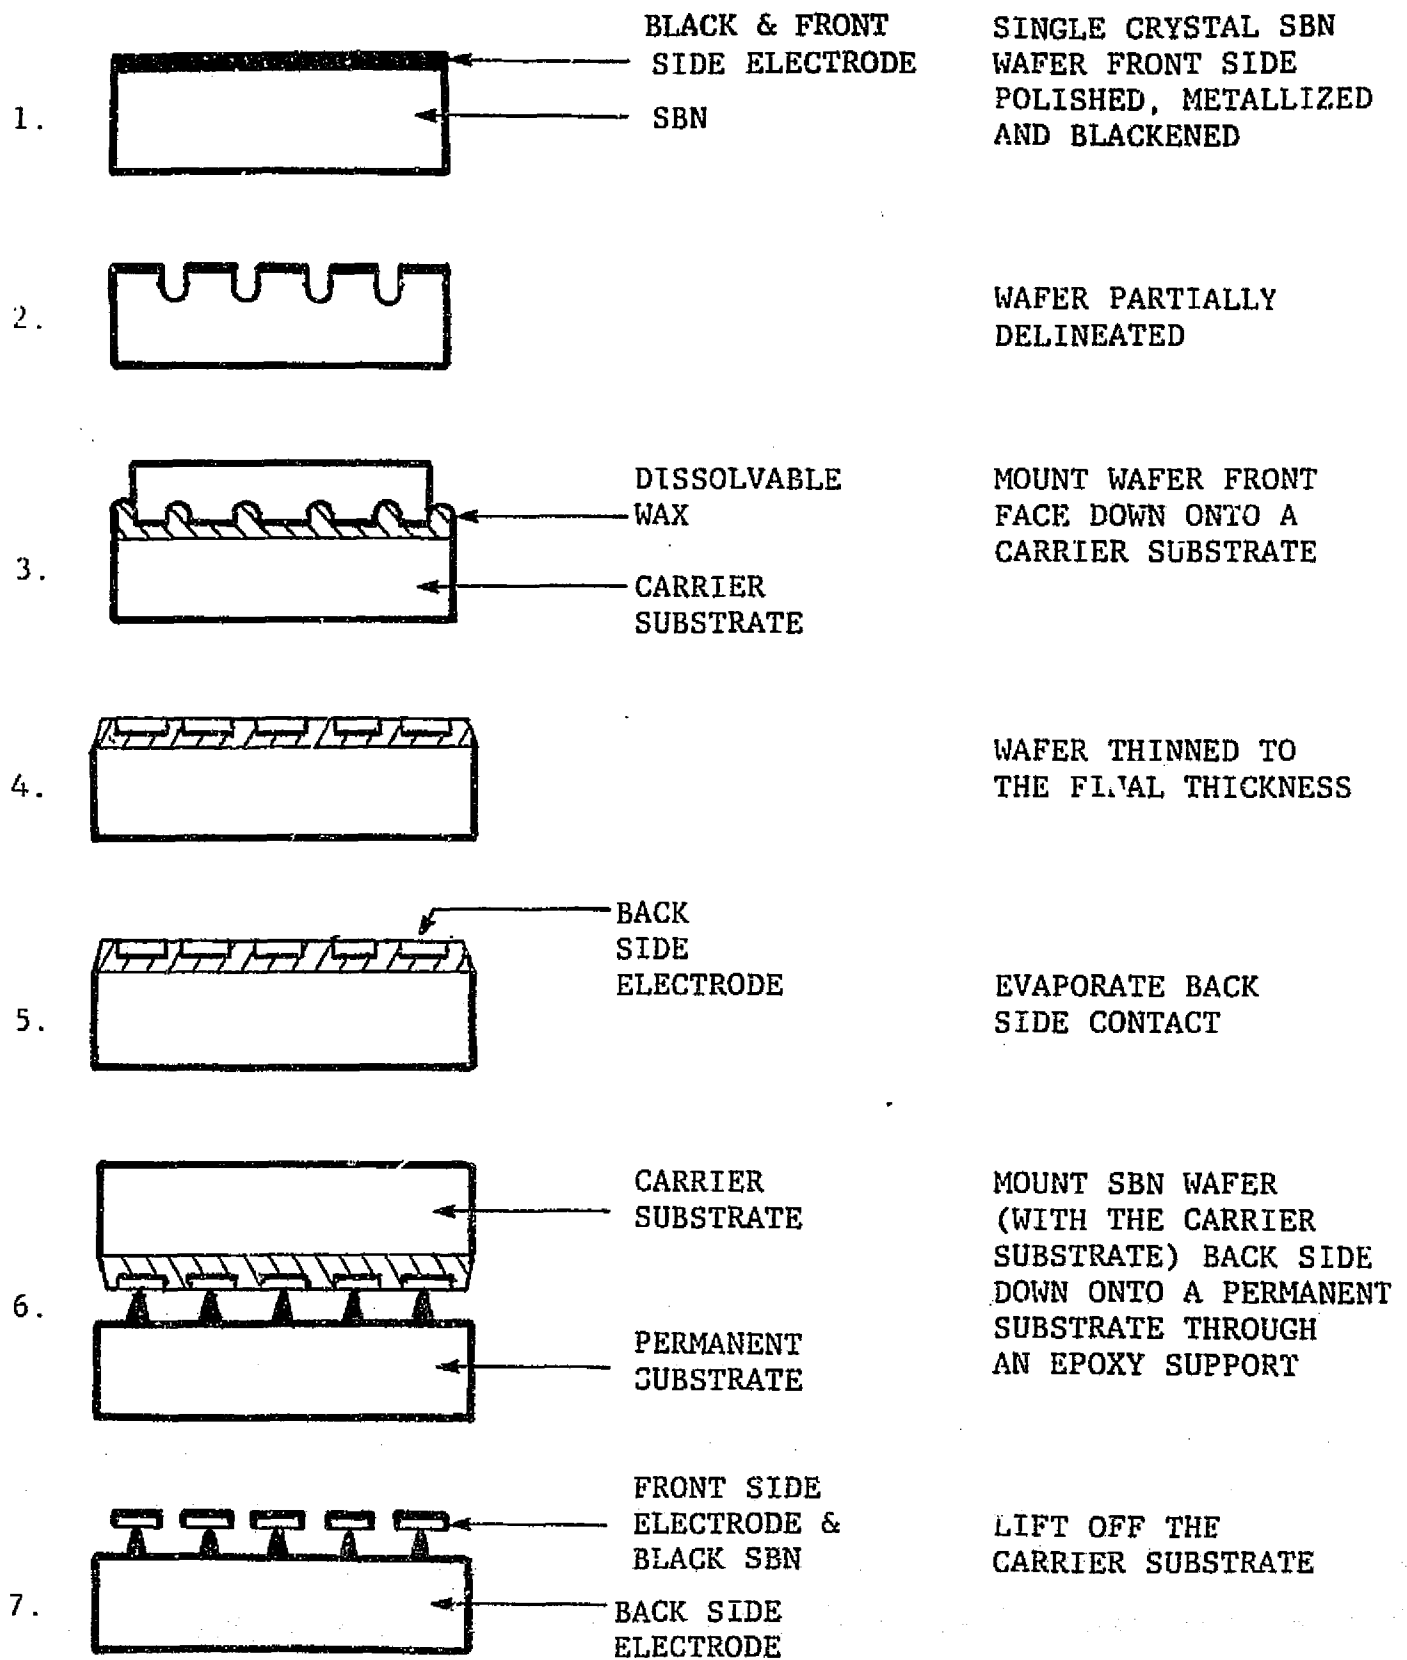 1.
BLACK & FRONT
SIDE ELECTRODE
SBN
SINGLE CRYSTAL SBN
WAFER FRONT SIDE
POLISHED, METALLIZED
AND BLACKENED
2.
WAFER PARTIALLY
DELINEATED
3.
DISSOLVABLE
WAX
CARRIER
SUBSTRATE
MOUNT WAFER FRONT
FACE DOWN ONTO A
CARRIER SUBSTRATE
4.
WAFER THINNED TO
THE FINAL THICKNESS
5.
BACK
SIDE
ELECTRODE
EVAPORATE BACK
SIDE CONTACT
6.
CARRIER
SUBSTRATE
PERMANENT
SUBSTRATE
MOUNT SBN WAFER
(WITH THE CARRIER
SUBSTRATE) BACK SIDE
DOWN ONTO A PERMANENT
SUBSTRATE THROUGH
AN EPOXY SUPPORT
7.
FRONT SIDE
ELECTRODE &
BLACK SBN
BACK SIDE
ELECTRODE
LIFT OFF THE
CARRIER SUBSTRATE